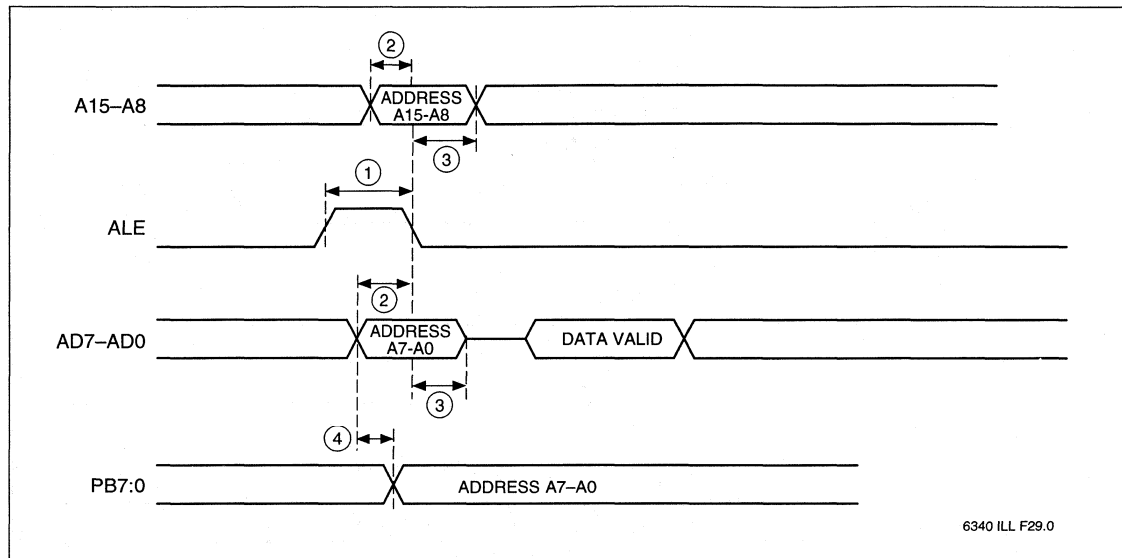 2
A15–A8
ADDRESS
A15-A8
3
1
ALE
2
AD7–AD0
ADDRESS
A7-A0
DATA VALID
3
4
PB7:0
ADDRESS A7–A0
6340 ILL F29.0